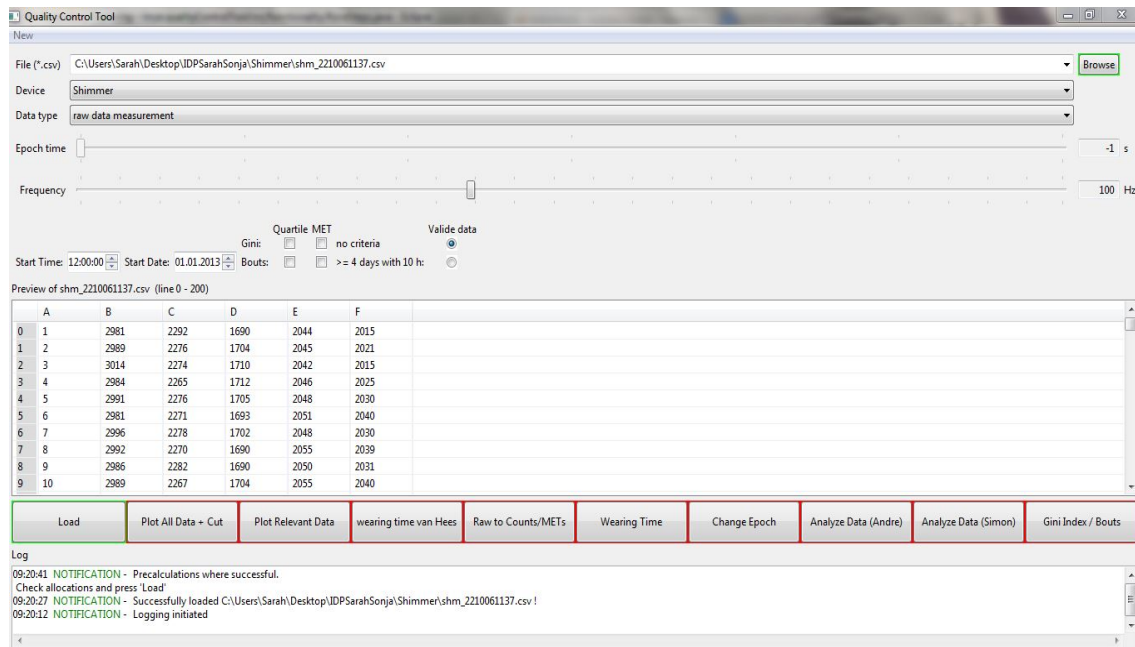 Quality Control Tool
New
File (*.csv) C:\Users\Sarah\Desktop\IDPSarahSonja\Shimmer\shm_2210061137.csv Browse
Device Shimmer
Data type raw data measurement
Epoch time -1 s
Frequency 100 Hz
Quartile MET Valide data
Gini: no criteria
Start Time: 12:00:00 Start Date: 01.01.2013 Bouts: >= 4 days with 10 h:
Preview of shm_2210061137.csv (line 0 - 200)
A B C D E F
0 1 2981 2292 1690 2044 2015
1 2 2989 2276 1704 2045 2021
2 3 3014 2274 1710 2042 2015
3 4 2984 2265 1712 2046 2025
4 5 2991 2276 1705 2048 2030
5 6 2981 2271 1693 2051 2040
6 7 2996 2278 1702 2048 2030
7 8 2992 2270 1690 2055 2039
8 9 2986 2282 1690 2050 2031
9 10 2989 2267 1704 2055 2040
Load Plot All Data + Cut Plot Relevant Data wearing time van Hees Raw to Counts/METs Wearing Time Change Epoch Analyze Data (Andre) Analyze Data (Simon) Gini Index / Bouts
Log
09:20:41 NOTIFICATION - Precalculations where successful.
Check allocations and press 'Load'
09:20:27 NOTIFICATION - Successfully loaded C:\Users\Sarah\Desktop\IDPSarahSonja\Shimmer\shm_2210061137.csv !
09:20:12 NOTIFICATION - Logging initiated